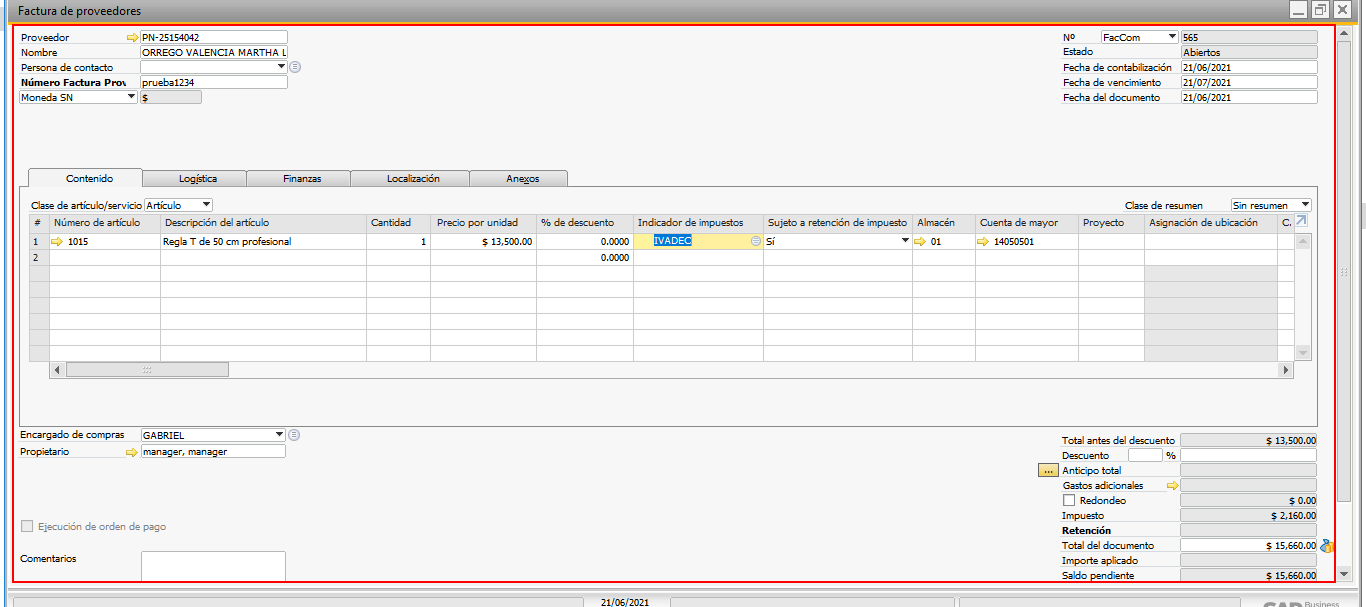 Factura de proveedores
Proveedor PN-25154042
Nombre ORREGO VALENCIA MARTHA L
Persona de contacto
Número Factura Prov prueba1234
Moneda SN $
Nº FacCom 565
Estado Abiertos
Fecha de contabilización 21/06/2021
Fecha de vencimiento 21/07/2021
Fecha del documento 21/06/2021
Contenido Logística Finanzas Localización Anexos
Clase de artículo/servicio Artículo Clase de resumen Sin resumen
# Número de artículo Descripción del artículo Cantidad Precio por unidad % de descuento Indicador de impuestos Sujeto a retención de impuesto Almacén Cuenta de mayor Proyecto Asignación de ubicación C.
1 1015 Regla T de 50 cm profesional 1 $ 13,500.00 0.0000 IVADEC Sí 01 14050501
2 0.0000
Encargado de compras GABRIEL
Propietario manager, manager
Ejecución de orden de pago
Comentarios
Total antes del descuento $ 13,500.00
Descuento %
... Anticipo total
Gastos adicionales
Redondeo $ 0.00
Impuesto $ 2,160.00
Retención
Total del documento $ 15,660.00
Importe aplicado
Saldo pendiente $ 15,660.00
21/06/2021
SAP Business